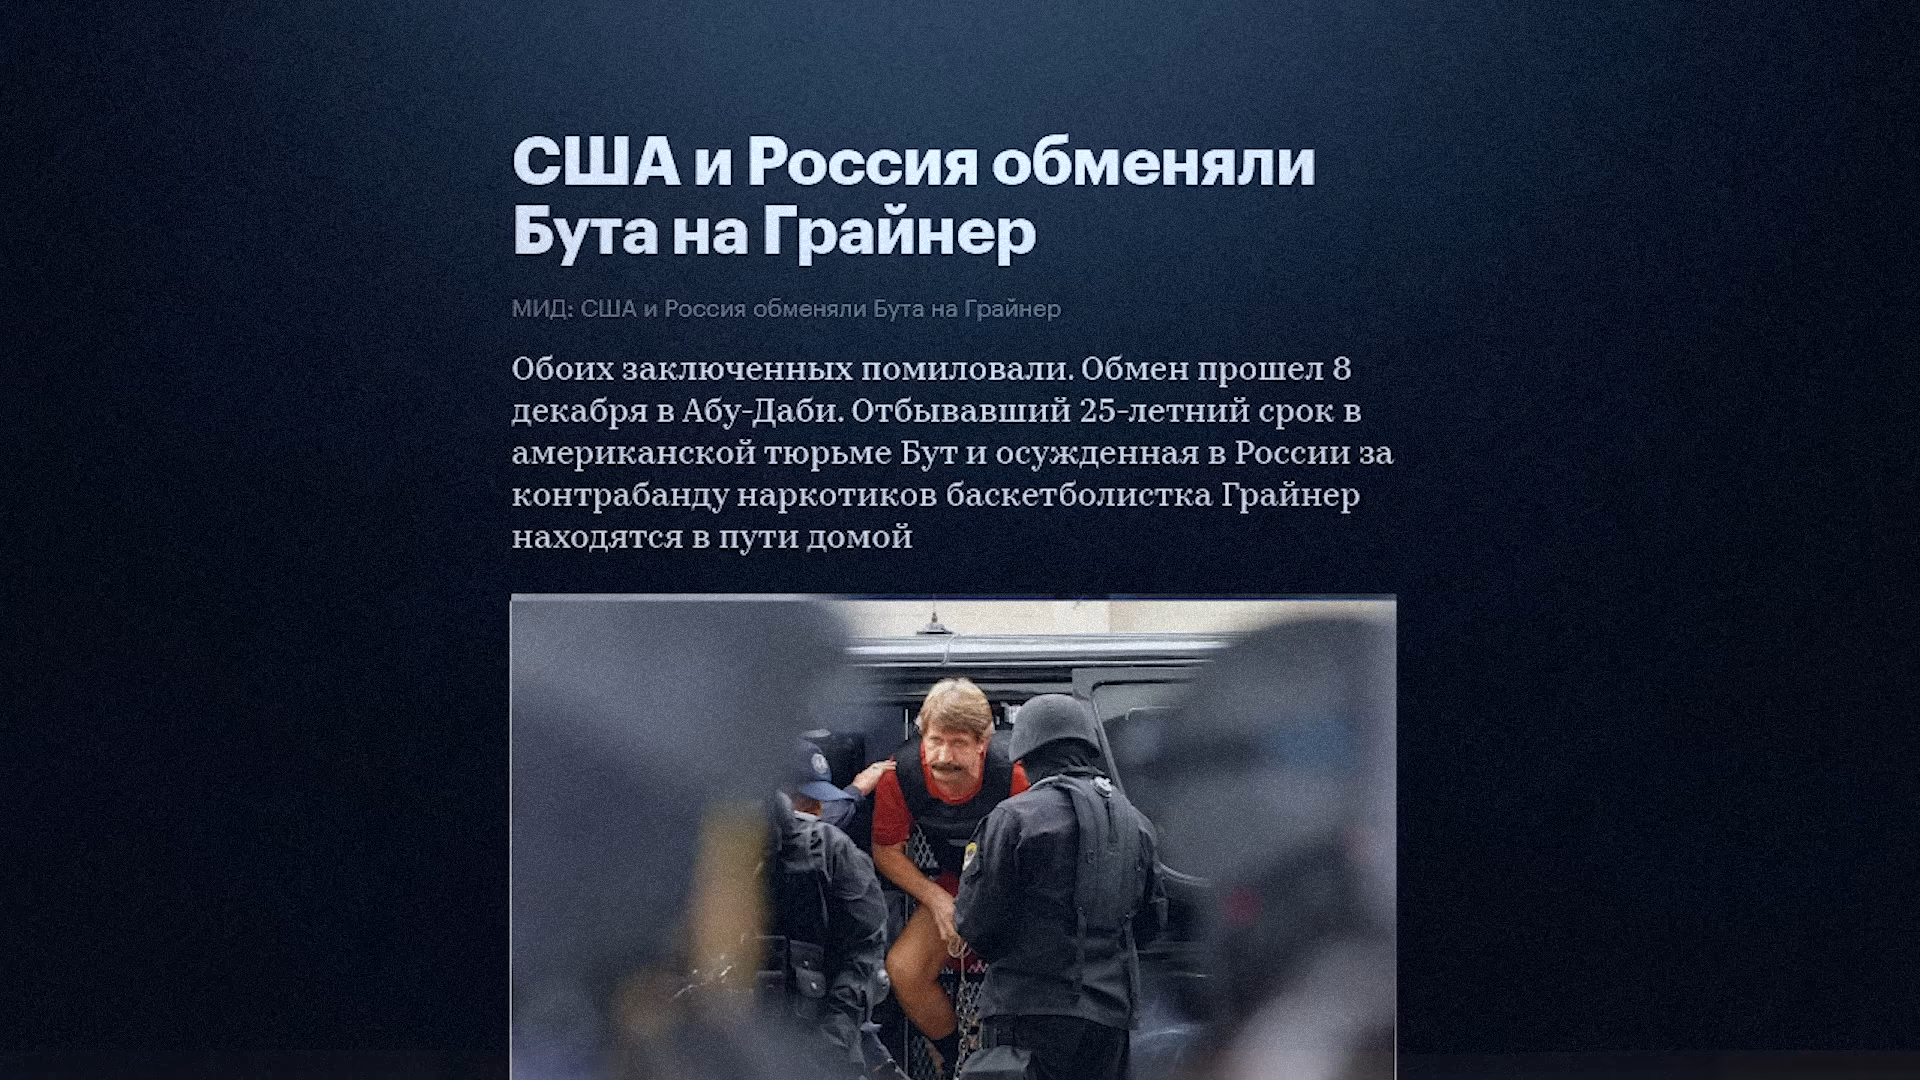 США и Россия обменяли
Бута на Грайнер
МИД: США и Россия обменяли Бута на Грайнер
Обоих заключенных помиловали. Обмен прошел 8
декабря в Абу-Даби. Отбывавший 25-летний срок в
американской тюрьме Бут и осужденная в России за
контрабанду наркотиков баскетболистка Грайнер
находятся в пути домой